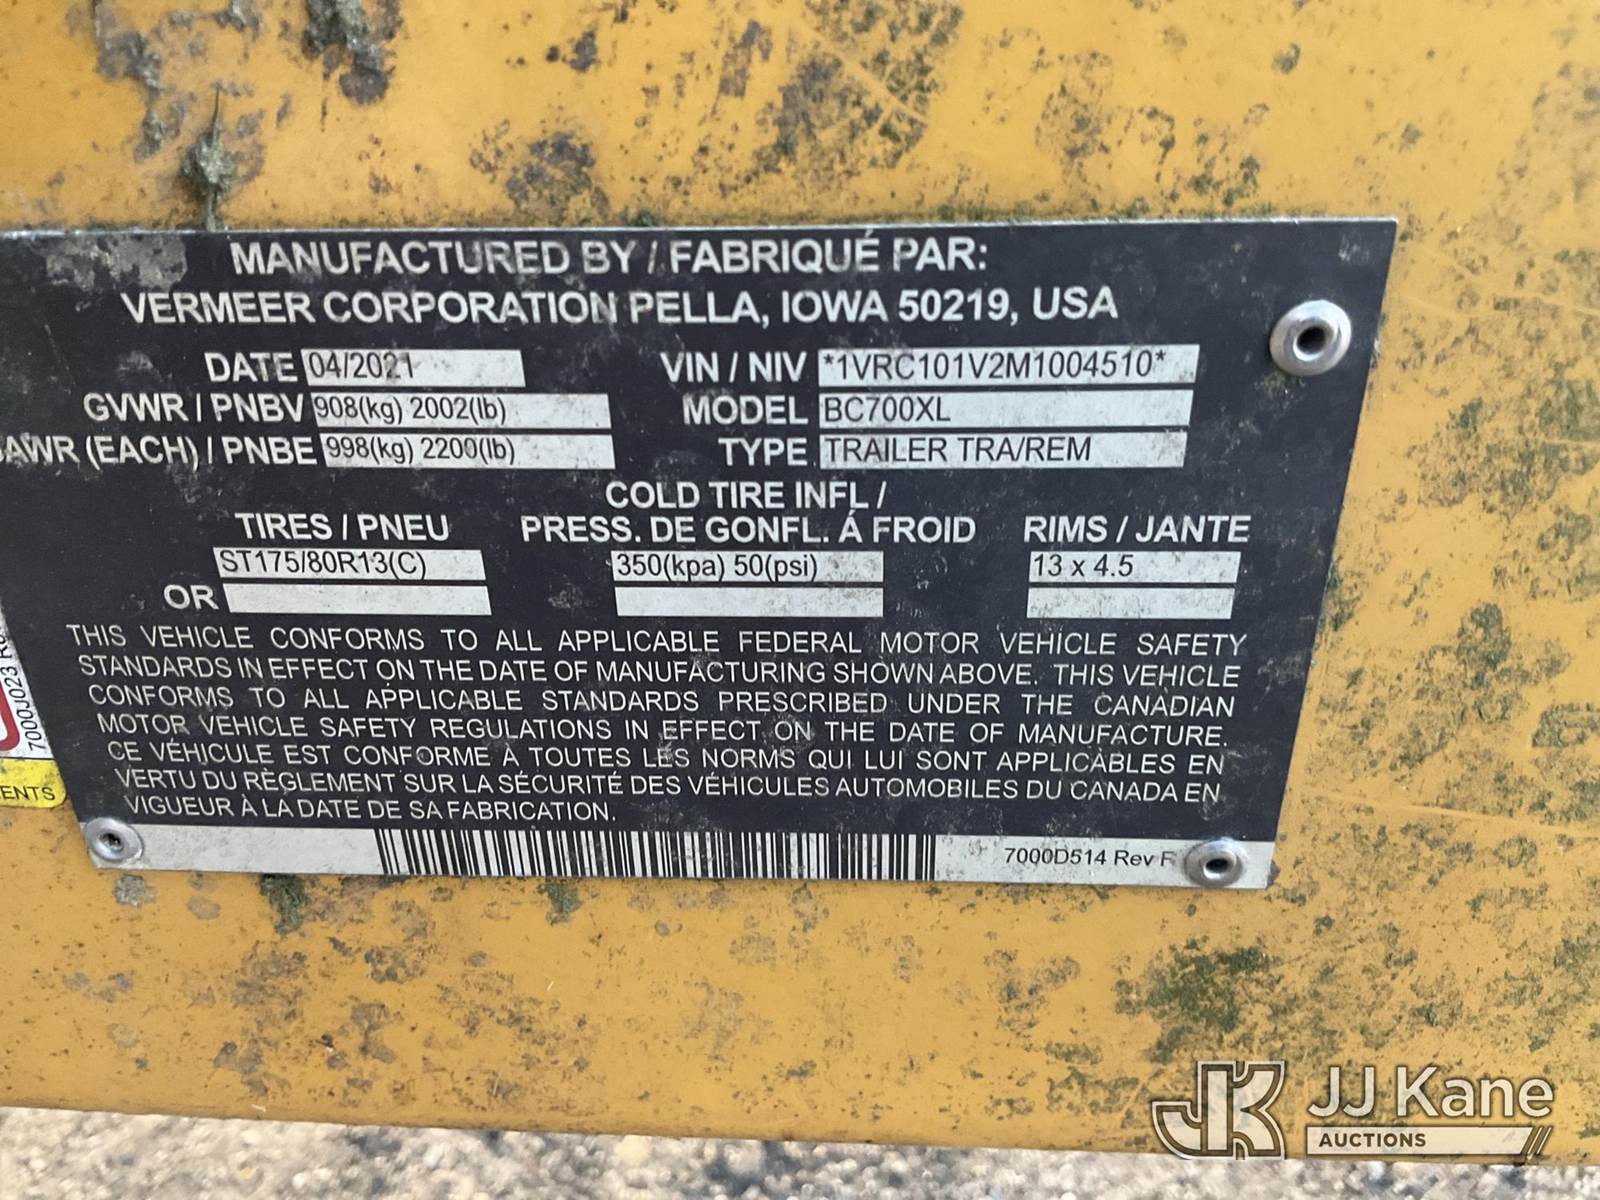 MANUFACTURED BY / FABRIQUÉ PAR:
VERMEER CORPORATION PELLA, IOWA 50219, USA
DATE 04/2021 VIN / NIV *1VRC101V2M1004510*
GVWR / PNBV 908(kg) 2002(lb) MODEL BC700XL
AWR (EACH) / PNBE 998(kg) 2200(lb) TYPE TRAILER TRA/REM
COLD TIRE INFL /
TIRES / PNEU PRESS. DE GONFL. Á FROID RIMS / JANTE
ST175/80R13(C) 350(kpa) 50(psi) 13 x 4.5
OR
THIS VEHICLE CONFORMS TO ALL APPLICABLE FEDERAL MOTOR VEHICLE SAFETY
STANDARDS IN EFFECT ON THE DATE OF MANUFACTURING SHOWN ABOVE. THIS VEHICLE
CONFORMS TO ALL APPLICABLE STANDARDS PRESCRIBED UNDER THE CANADIAN
MOTOR VEHICLE SAFETY REGULATIONS IN EFFECT ON THE DATE OF MANUFACTURE.
CE VÉHICULE EST CONFORME À TOUTES LES NORMS QUI LUI SONT APPLICABLES EN
VERTU DU RÈGLEMENT SUR LA SÉCURITÉ DES VÉHICULES AUTOMOBILES DU CANADA EN
VIGUEUR À LA DATE DE SA FABRICATION.
7000D514 Rev F
7000J023
ENTS
JK JJ Kane
AUCTIONS